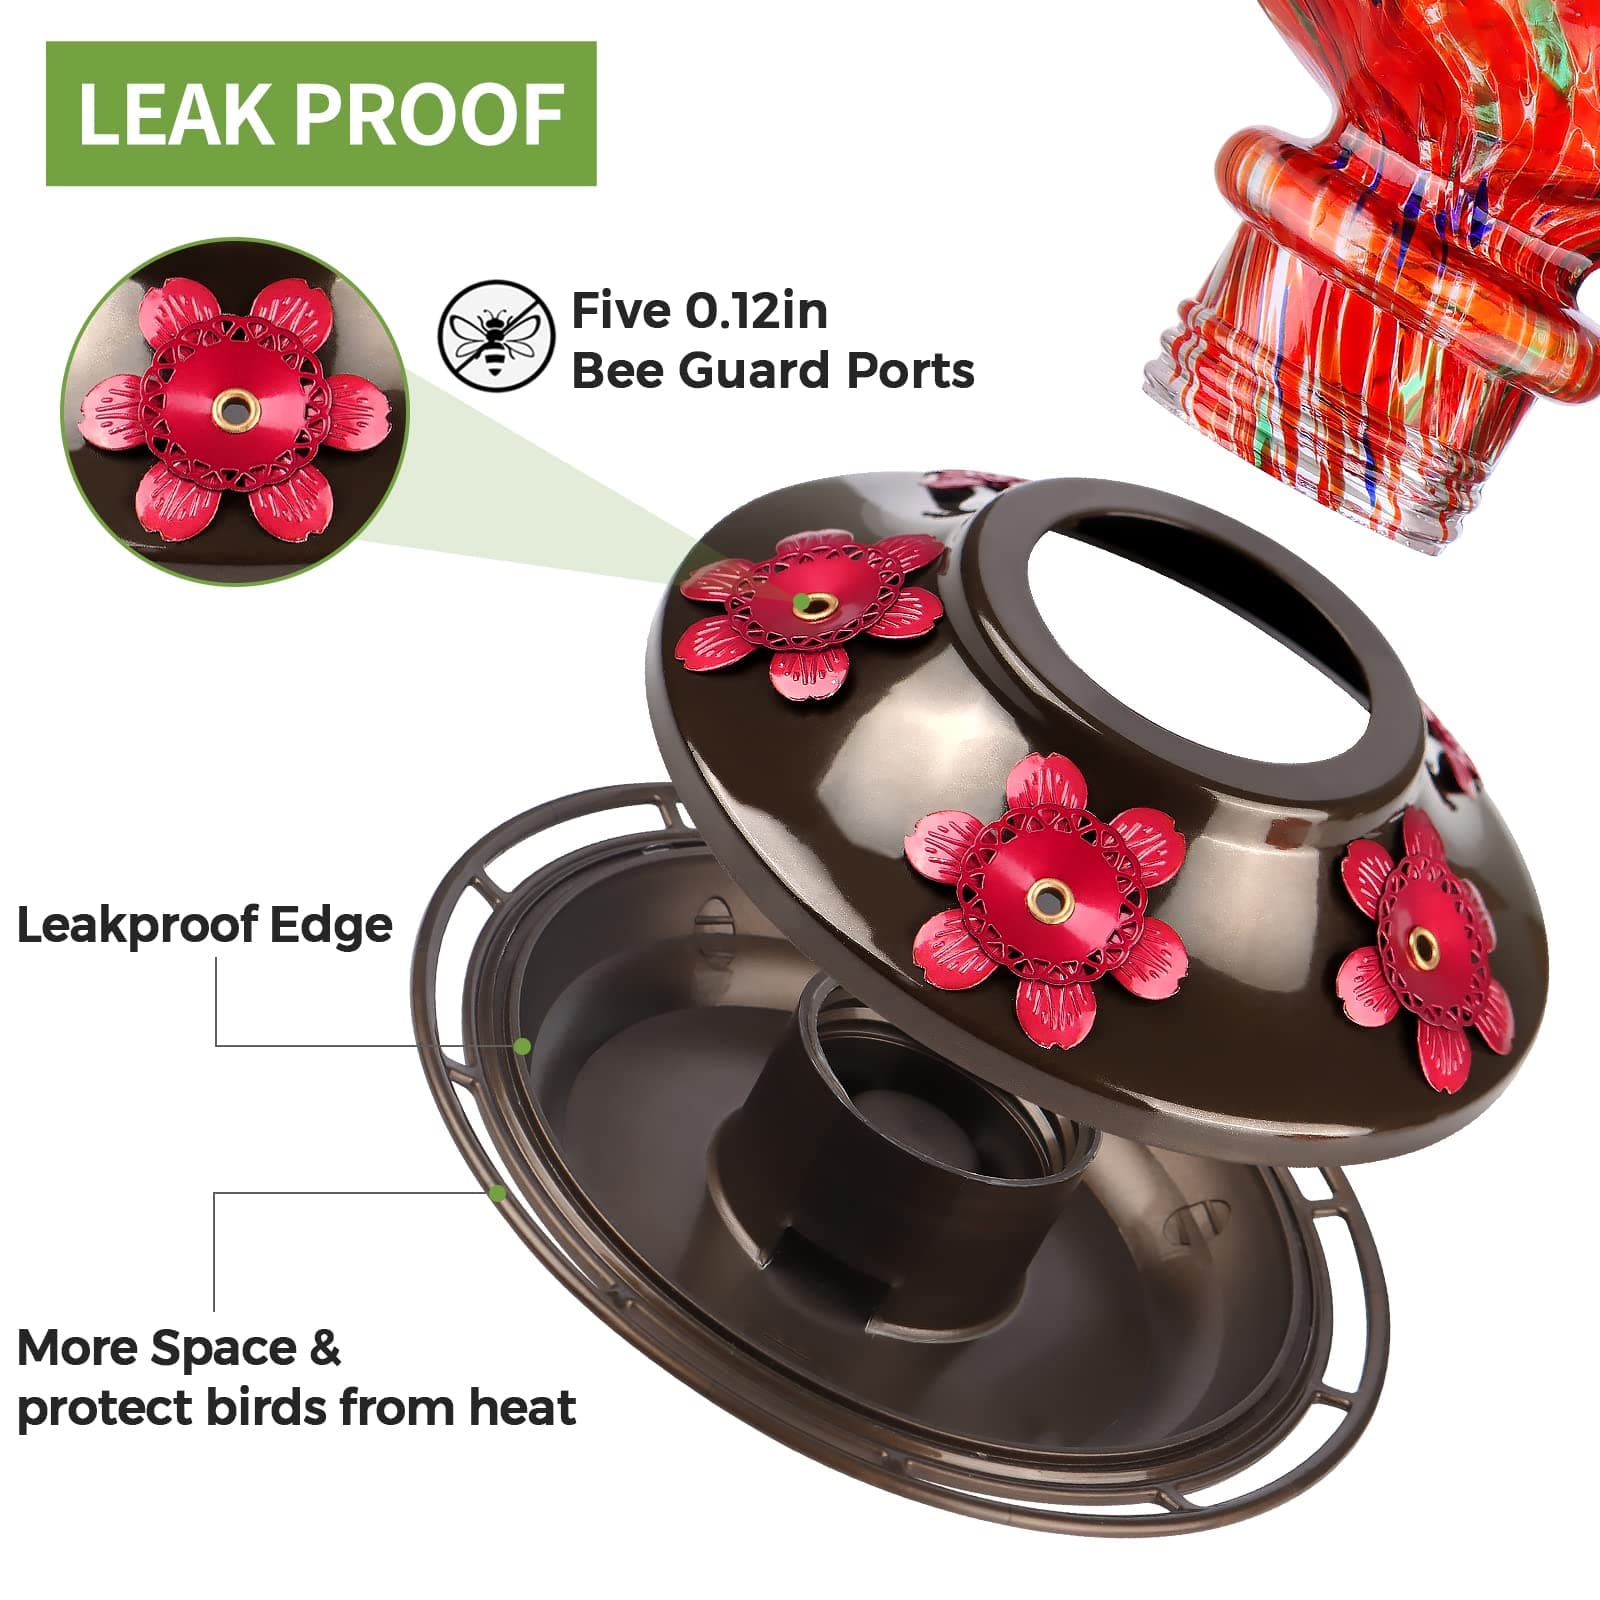 LEAK PROOF
Five 0.12in
Bee Guard Ports
Leakproof Edge
More Space &
protect birds from heat